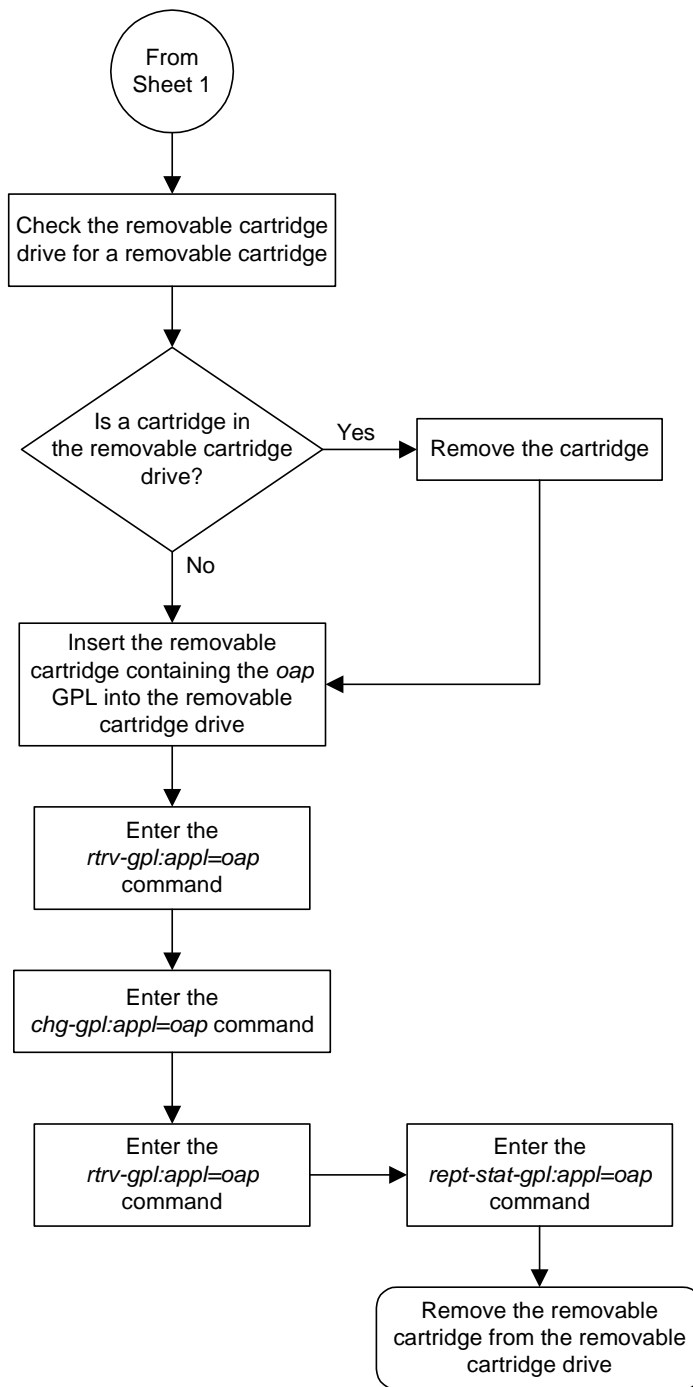 From
Sheet 1
Check the removable cartridge
drive for a removable cartridge
Is a cartridge in
the removable cartridge
drive?
Yes
Remove the cartridge
No
Insert the removable
cartridge containing the oap
GPL into the removable
cartridge drive
Enter the
rtrv-gpl:appl=oap
command
Enter the
chg-gpl:appl=oap command
Enter the
rtrv-gpl:appl=oap
command
Enter the
rept-stat-gpl:appl=oap
command
Remove the removable
cartridge from the removable
cartridge drive